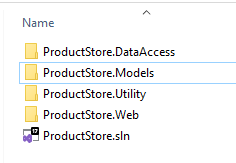 Name
ProductStore.DataAccess
ProductStore.Models
ProductStore.Utility
ProductStore.Web
ProductStore.sln